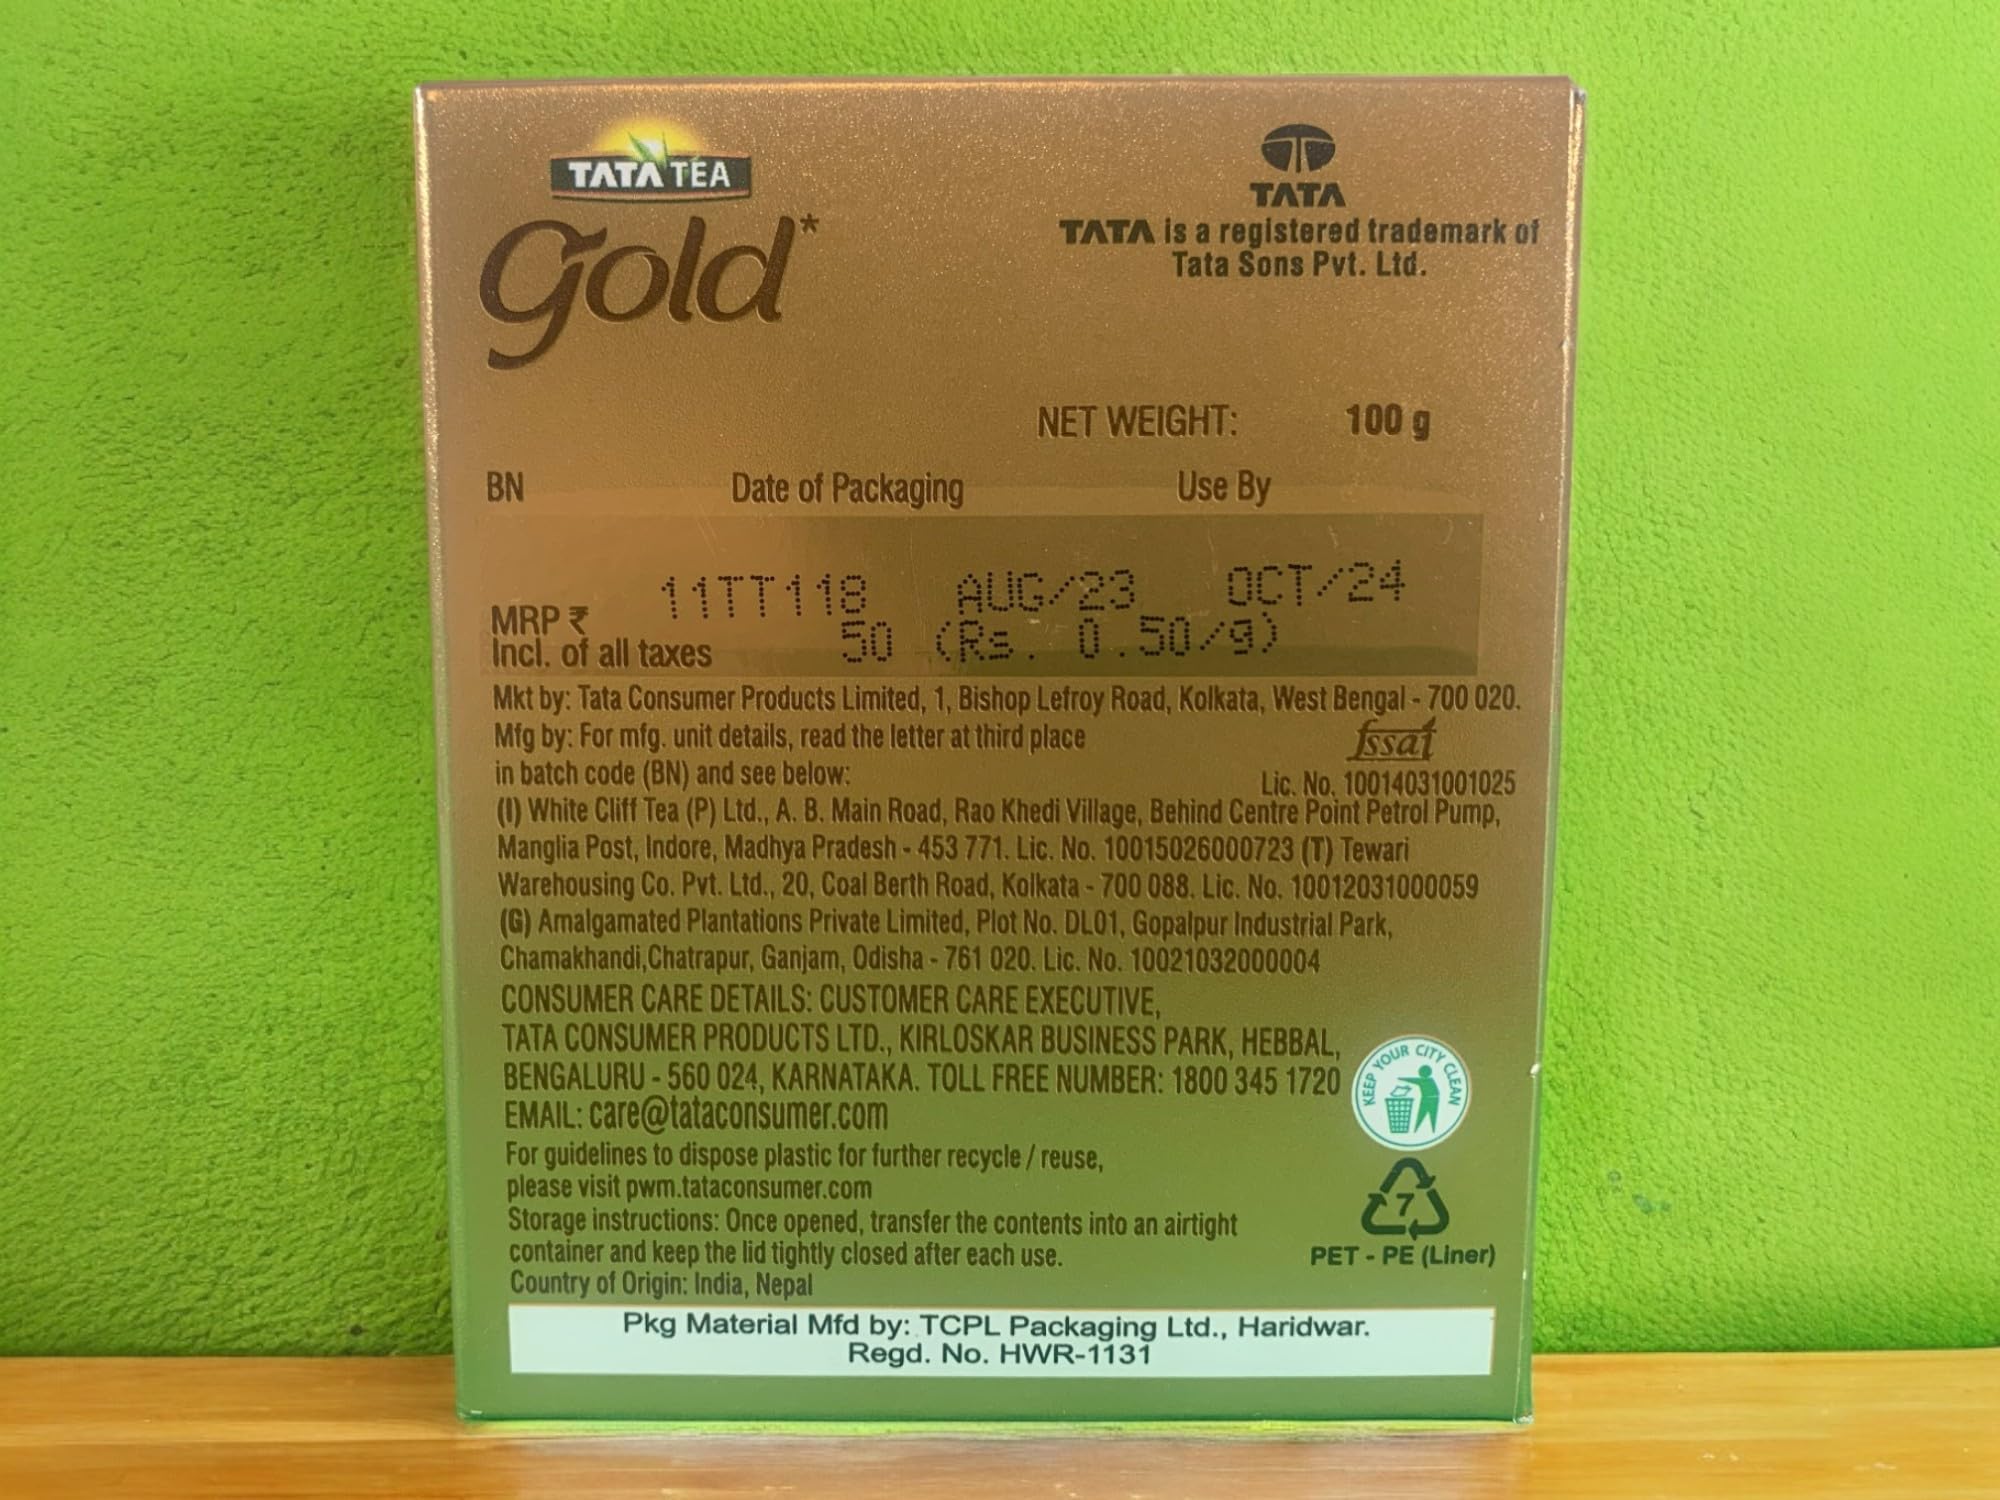 TATA TEA
gold*
TATA
TATA is a registered trademark of
Tata Sons Pvt. Ltd.
NET WEIGHT: 100 g
BN Date of Packaging Use By
11TT118 AUG/23 OCT/24
MRP ₹
50 (Rs. 0.50/g)
Incl. of all taxes
Mkt by: Tata Consumer Products Limited, 1, Bishop Lefroy Road, Kolkata, West Bengal - 700 020.
Mfg by: For mfg. unit details, read the letter at third place
in batch code (BN) and see below:
fssai
Lic. No. 10014031001025
(I) White Cliff Tea (P) Ltd., A. B. Main Road, Rao Khedi Village, Behind Centre Point Petrol Pump,
Manglia Post, Indore, Madhya Pradesh - 453 771. Lic. No. 10015026000723 (T) Tewari
Warehousing Co. Pvt. Ltd., 20, Coal Berth Road, Kolkata - 700 088. Lic. No. 10012031000059
(G) Amalgamated Plantations Private Limited, Plot No. DL01, Gopalpur Industrial Park,
Chamakhandi,Chatrapur, Ganjam, Odisha - 761 020. Lic. No. 10021032000004
CONSUMER CARE DETAILS: CUSTOMER CARE EXECUTIVE,
TATA CONSUMER PRODUCTS LTD., KIRLOSKAR BUSINESS PARK, HEBBAL,
BENGALURU - 560 024, KARNATAKA. TOLL FREE NUMBER: 1800 345 1720
EMAIL: care@tataconsumer.com
KEEP YOUR CITY CLEAN
For guidelines to dispose plastic for further recycle / reuse,
please visit pwm.tataconsumer.com
Storage instructions: Once opened, transfer the contents into an airtight
container and keep the lid tightly closed after each use.
Country of Origin: India, Nepal
7
PET - PE (Liner)
Pkg Material Mfd by: TCPL Packaging Ltd., Haridwar.
Regd. No. HWR-1131